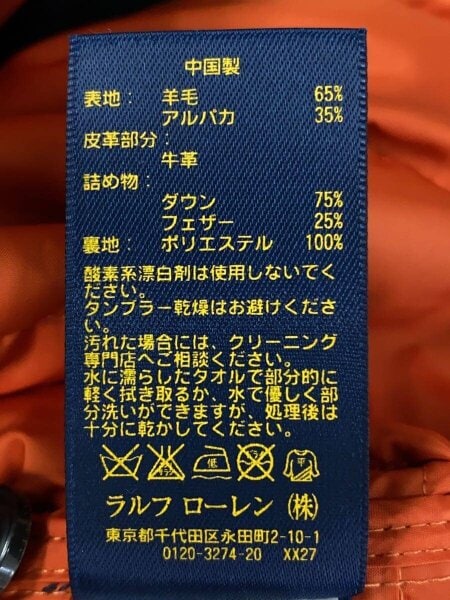 中国製
表地: 羊毛 65%
アルパカ 35%
皮革部分:
牛革
詰め物:
ダウン 75%
フェザー 25%
裏地: ポリエステル 100%
酸素系漂白剤は使用しないでく
ださい。
タンブラー乾燥はお避けくださ
い。
汚れた場合には、クリーニング
専門店へご相談ください。
水に濡らしたタオルで部分的に
軽く拭き取るか、水で優しく部
分洗いができますが、処理後は
十分に乾かしてください。
低 平
ラルフ ローレン (株)
東京都千代田区永田町2-10-1
0120-3274-20 XX27